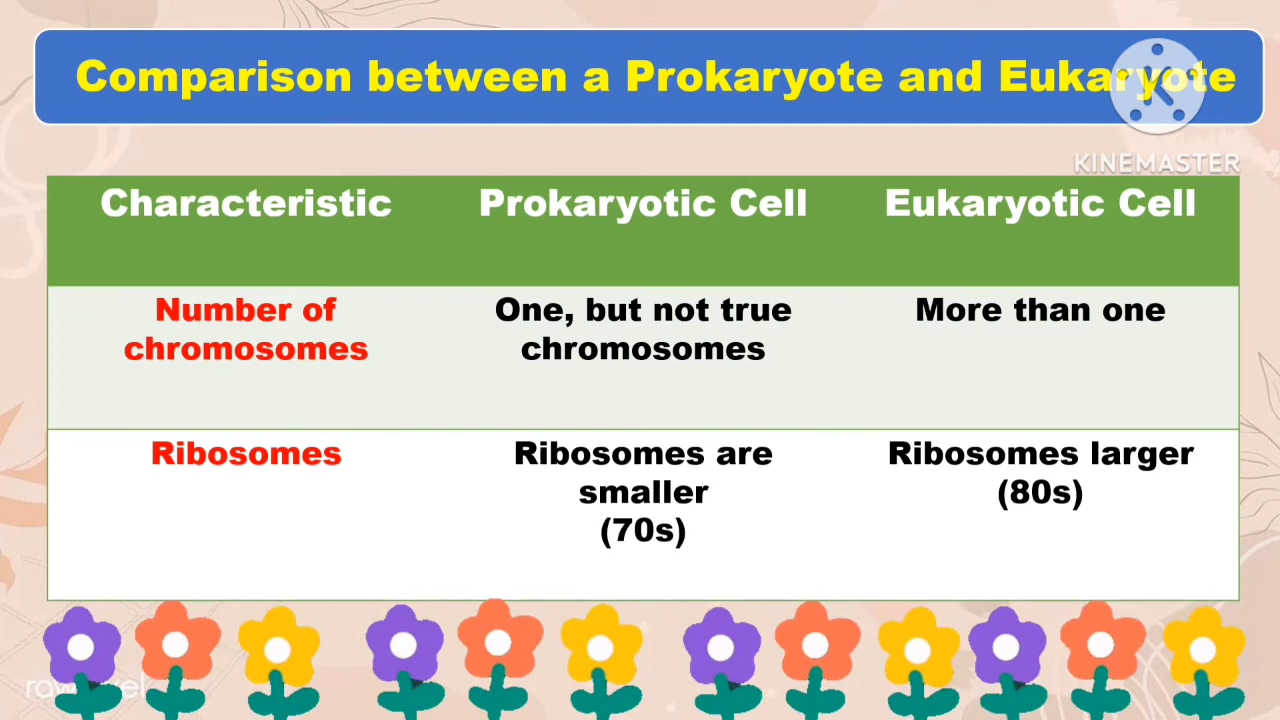 Comparison between a Prokaryote and Eukaryote
KINEMASTER
Characteristic
Prokaryotic Cell
Eukaryotic Cell
Number of
chromosomes
One, but not true
chromosomes
More than one
Ribosomes
Ribosomes are
smaller
(70s)
Ribosomes larger
(80s)